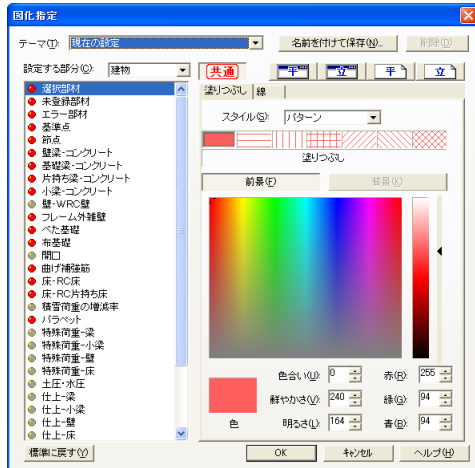 図化指定
テーマ(T): 現在の設定 名前を付けて保存(N)... 削除(D)
設定する部分(C): 建物 共通 平 立 平 立
選択部材
未登録部材
エラー部材
基準点
節点
壁梁-コンクリート
基礎梁-コンクリート
片持ち梁-コンクリート
小梁-コンクリート
壁-WRC壁
フレーム外雑壁
べた基礎
布基礎
開口
曲げ補強筋
床-RC床
床-RC片持ち床
積雪荷重の増減率
パラペット
特殊荷重-梁
特殊荷重-小梁
特殊荷重-壁
特殊荷重-床
土圧・水圧
仕上-梁
仕上-小梁
仕上-壁
仕上-床
塗りつぶし 線
スタイル(S): パターン
塗りつぶし
前景(F) 背景(K)
色合い(U): 0 赤(R): 255
鮮やかさ(V): 240 緑(G): 94
色 明るさ(L): 164 青(B): 94
標準に戻す(Y) OK キャンセル ヘルプ(H)